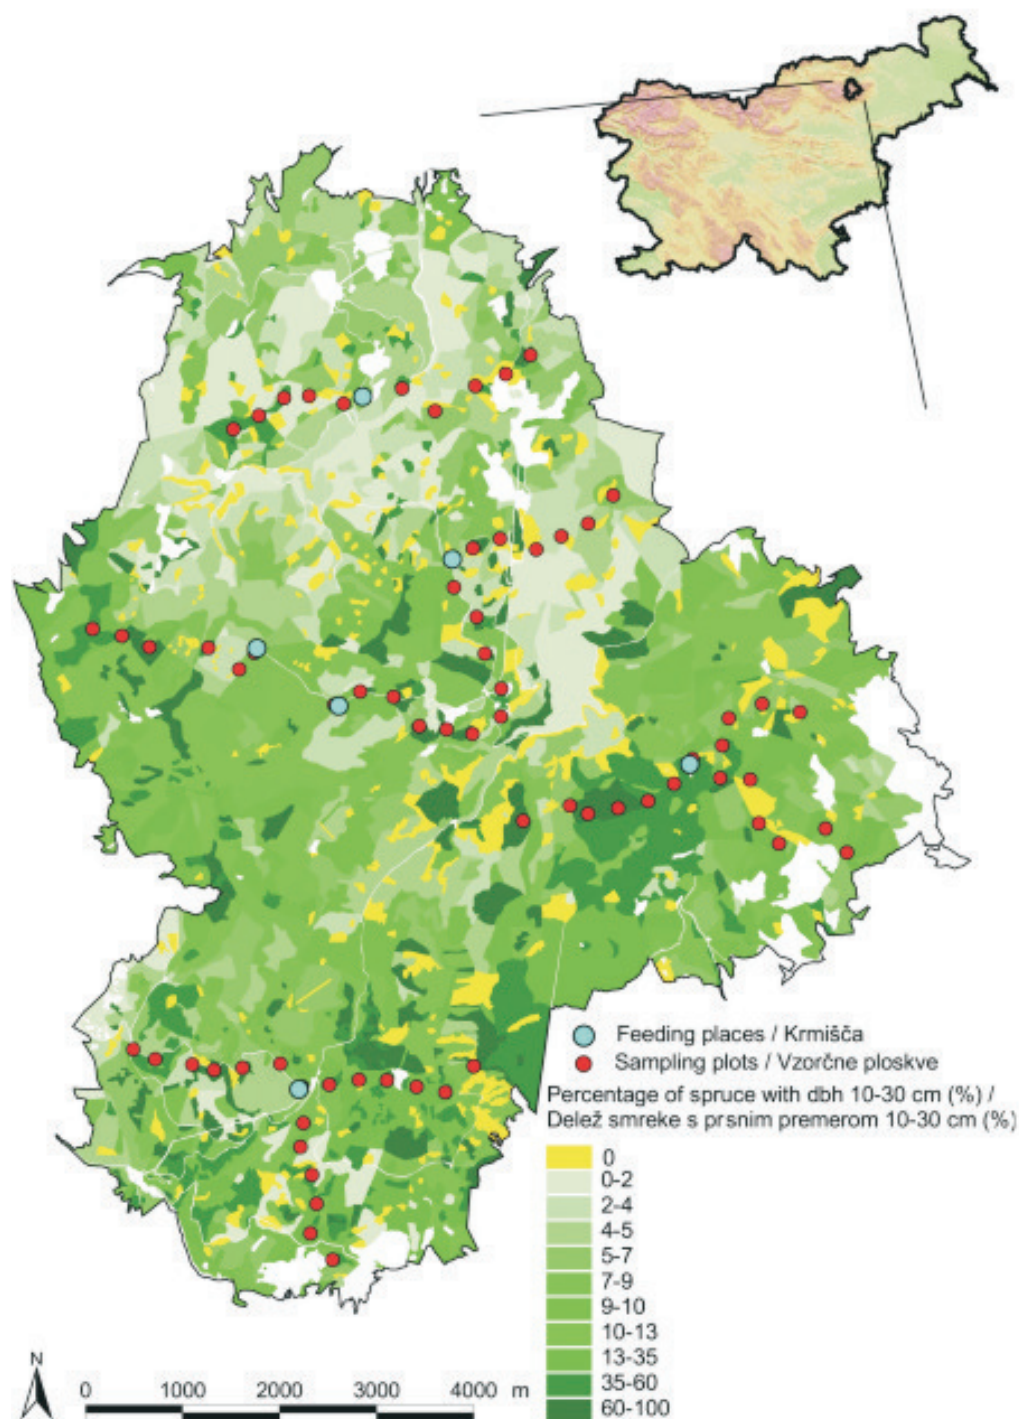 Feeding places / Krmišča
Sampling plots / Vzorčne ploskve
Percentage of spruce with dbh 10-30 cm (%) /
Delež smreke s prsnim premerom 10-30 cm (%)
0
0-2
2-4
4-5
5-7
7-9
9-10
10-13
13-35
35-60
60-100
N
0 1000 2000 3000 4000 m